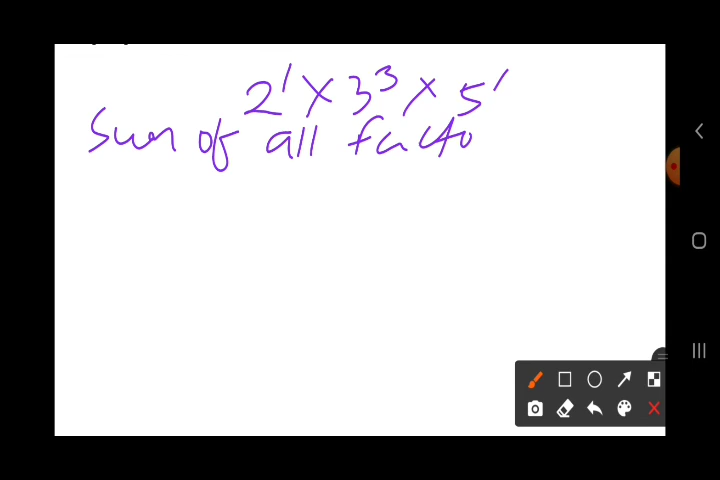 2¹ × 3³ × 5¹
Sum of all facto